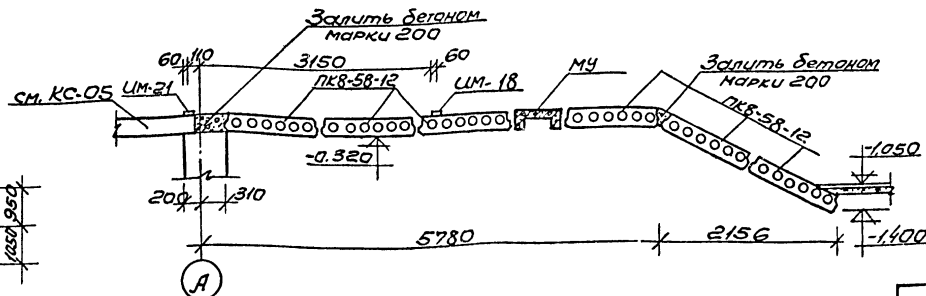 Залить бетоном
марки 200
60 110
3150
60
см. КС-05
ИМ-21
ПК8-58-12
ИМ-18
МУ
Залить бетоном
марки 200
ПК8-58-12
-0.320
-1.050
200
310
950
1050
5780
2156
-1.400
А